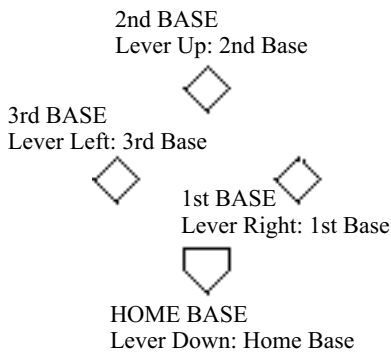 2nd BASE
Lever Up: 2nd Base
3rd BASE
Lever Left: 3rd Base
1st BASE
Lever Right: 1st Base
HOME BASE
Lever Down: Home Base